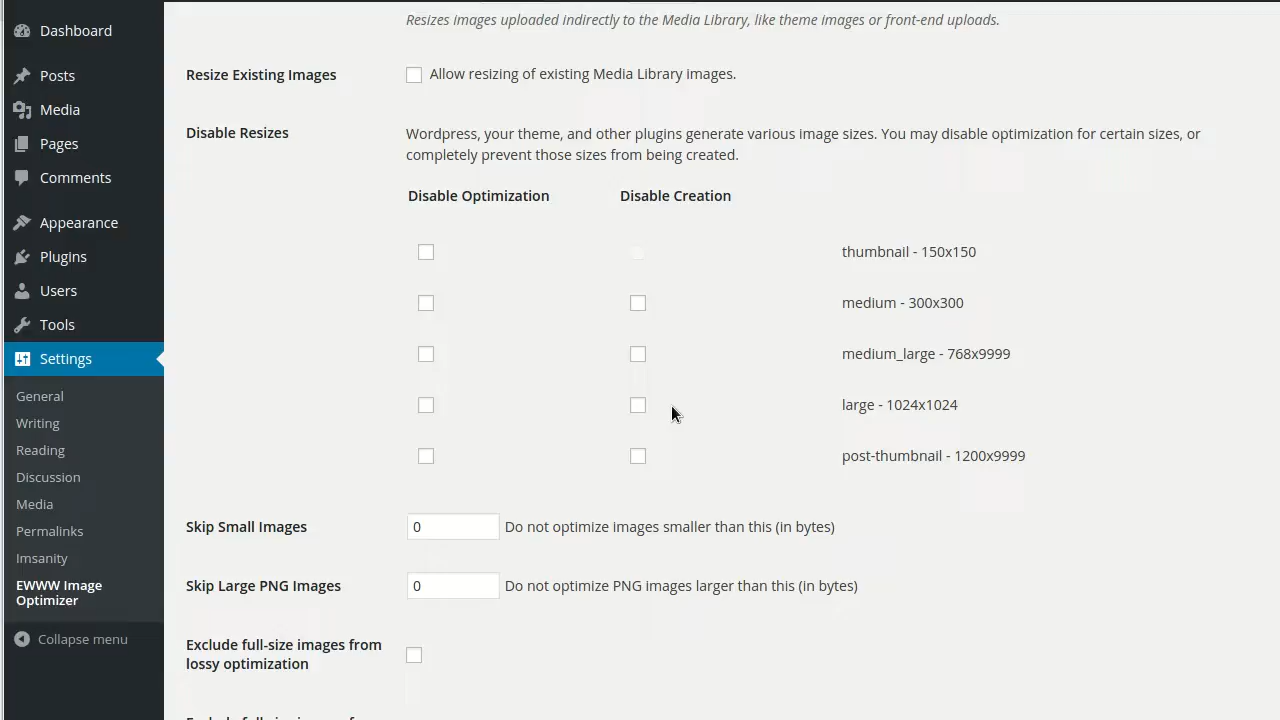 Dashboard
Posts
Media
Pages
Comments
Appearance
Plugins
Users
Tools
Settings
General
Writing
Reading
Discussion
Media
Permalinks
Imsanity
EWWW Image
Optimizer
Collapse menu
Resizes images uploaded indirectly to the Media Library, like theme images or front-end uploads.
Resize Existing Images
Allow resizing of existing Media Library images.
Disable Resizes
Wordpress, your theme, and other plugins generate various image sizes. You may disable optimization for certain sizes, or
completely prevent those sizes from being created.
Disable Optimization Disable Creation
thumbnail - 150x150
medium - 300x300
medium_large - 768x9999
large - 1024x1024
post-thumbnail - 1200x9999
Skip Small Images
0 Do not optimize images smaller than this (in bytes)
Skip Large PNG Images
0 Do not optimize PNG images larger than this (in bytes)
Exclude full-size images from
lossy optimization